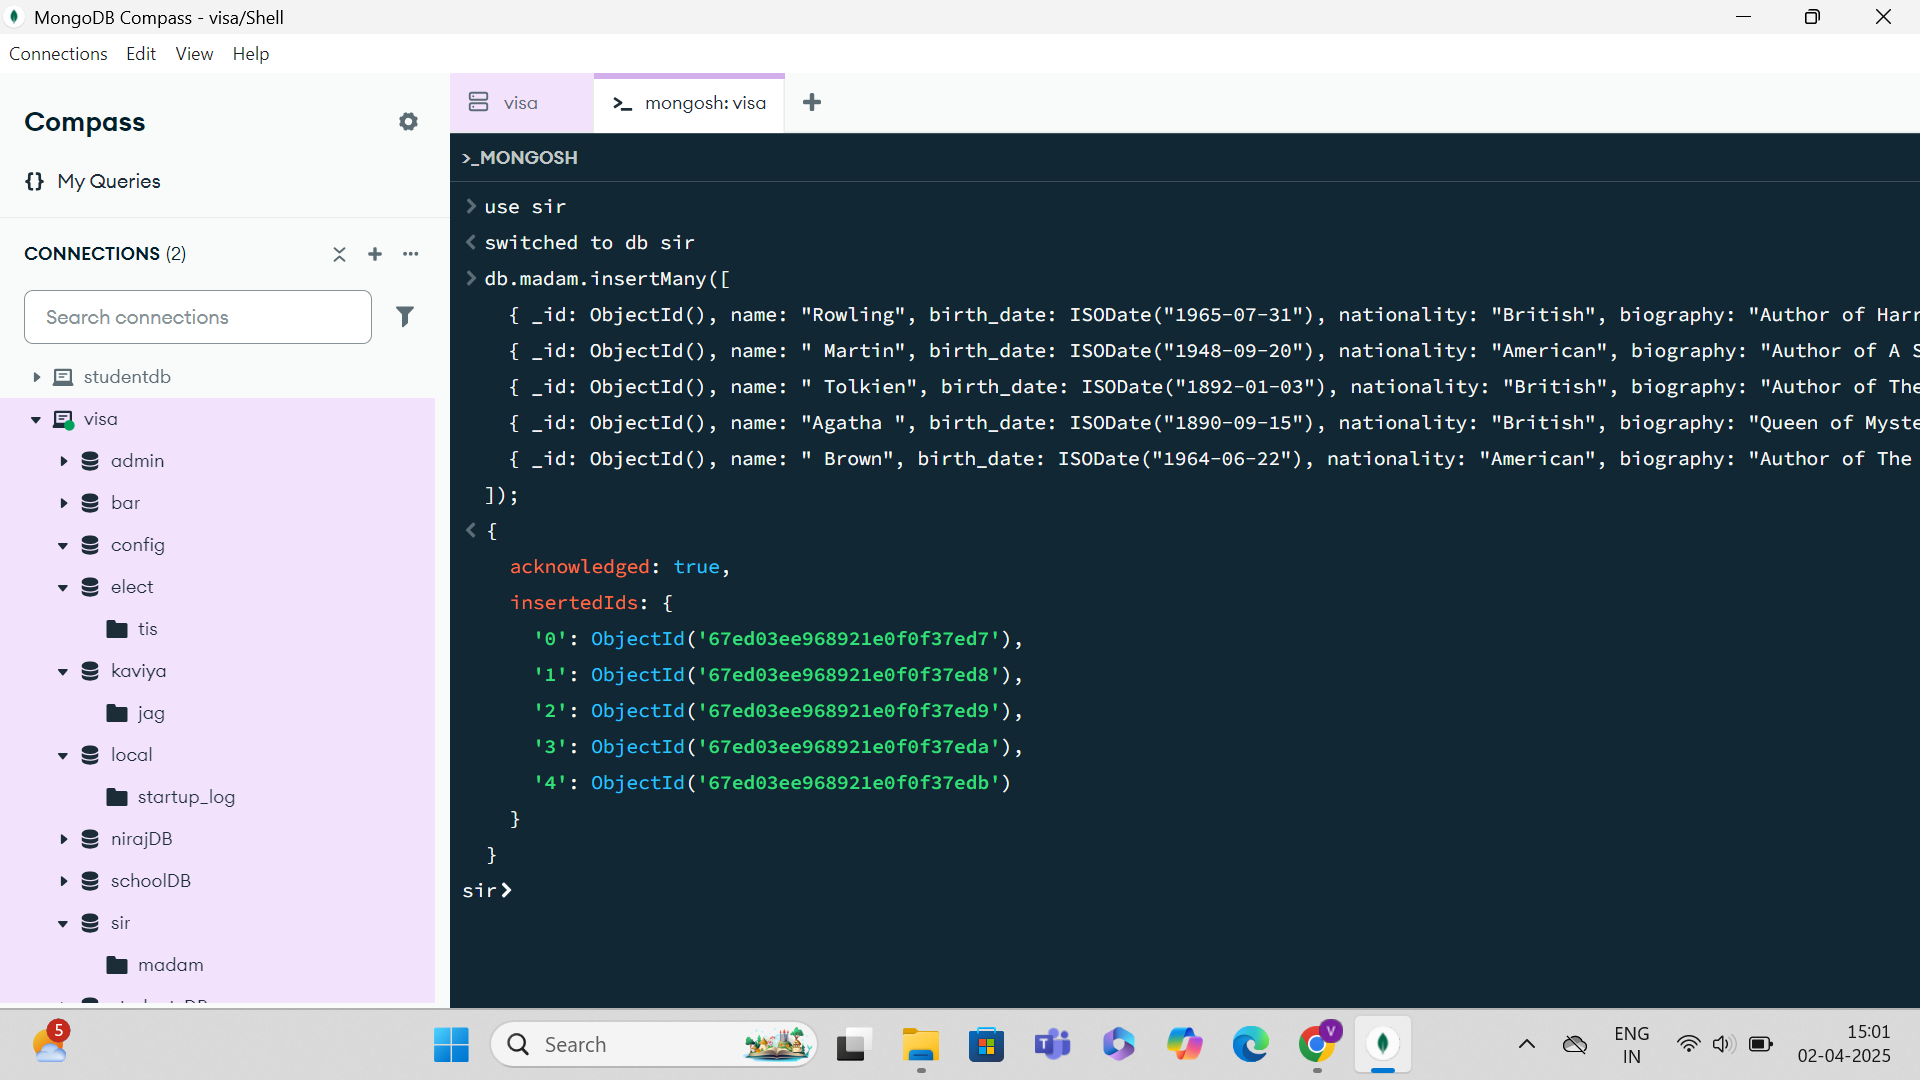 MongoDB Compass - visa/Shell
Connections Edit View Help
Compass
{} My Queries
CONNECTIONS (2)
Search connections
studentdb
visa
admin
bar
config
elect
tis
kaviya
jag
local
startup_log
nirajDB
schoolDB
sir
madam
visa
>_ mongosh: visa
>_MONGOSH
> use sir
< switched to db sir
> db.madam.insertMany([
{ _id: ObjectId(), name: "Rowling", birth_date: ISODate("1965-07-31"), nationality: "British", biography: "Author of Harr
{ _id: ObjectId(), name: " Martin", birth_date: ISODate("1948-09-20"), nationality: "American", biography: "Author of A S
{ _id: ObjectId(), name: " Tolkien", birth_date: ISODate("1892-01-03"), nationality: "British", biography: "Author of The
{ _id: ObjectId(), name: "Agatha ", birth_date: ISODate("1890-09-15"), nationality: "British", biography: "Queen of Myste
{ _id: ObjectId(), name: " Brown", birth_date: ISODate("1964-06-22"), nationality: "American", biography: "Author of The
]);
< {
acknowledged: true,
insertedIds: {
'0': ObjectId('67ed03ee968921e0f0f37ed7'),
'1': ObjectId('67ed03ee968921e0f0f37ed8'),
'2': ObjectId('67ed03ee968921e0f0f37ed9'),
'3': ObjectId('67ed03ee968921e0f0f37eda'),
'4': ObjectId('67ed03ee968921e0f0f37edb')
}
}
sir>
5
Search
V
ENG
IN
15:01
02-04-2025